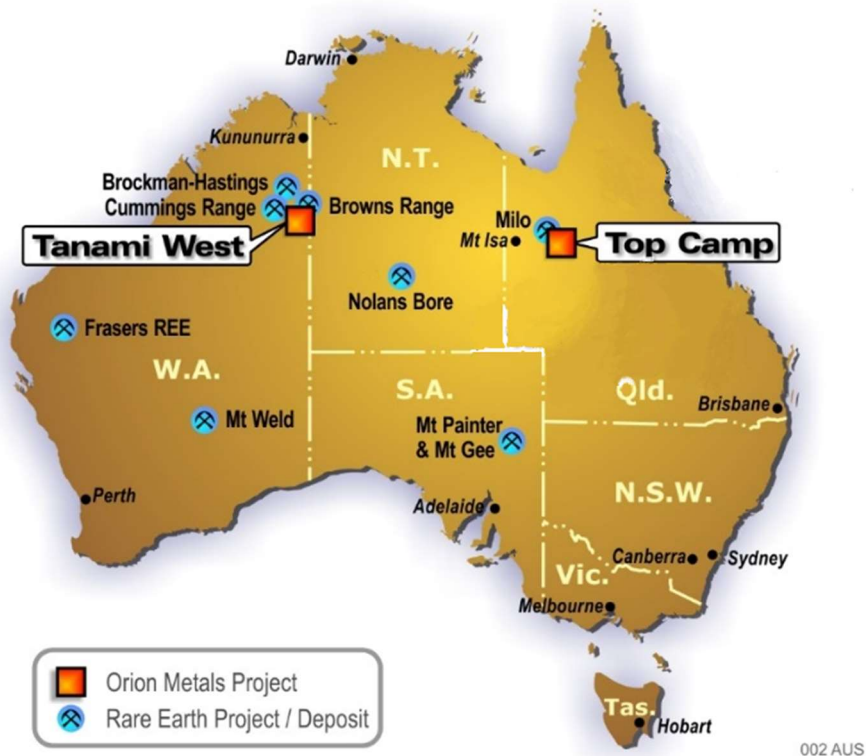 Darwin
Kununurra
N.T.
Brockman-Hastings
Cummings Range
Browns Range
Milo
Tanami West
Mt Isa
Top Camp
Nolans Bore
Frasers REE
W.A.
S.A.
Qld.
Brisbane
Mt Weld
Mt Painter
& Mt Gee
Perth
Adelaide
N.S.W.
Canberra
Sydney
Vic.
Melbourne
Orion Metals Project
Rare Earth Project / Deposit
Tas.
Hobart
002 AUS